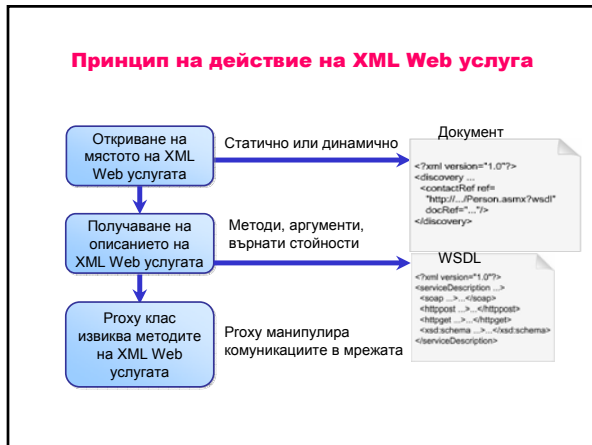 Принцип на действие на XML Web услуга
Откриване на
мястото на XML
Web услугата
Статично или динамично
Документ
<?xml version="1.0"?>
<discovery ...
<contactRef ref=
"http://.../Person.asmx?wsdl"
docRef="..."/>
</discovery>
Получаване на
описанието на
XML Web услугата
Методи, аргументи,
върнати стойности
WSDL
<?xml version="1.0"?>
<serviceDescription ...>
<soap ...>...</soap>
<httppost ...>...</httppost>
<httpget ...>...</httpget>
<xsd:schema ...>...</xsd:schema>
</serviceDescription>
Proxy клас
извиква методите
на XML Web
услугата
Proxy манипулира
комуникациите в мрежата